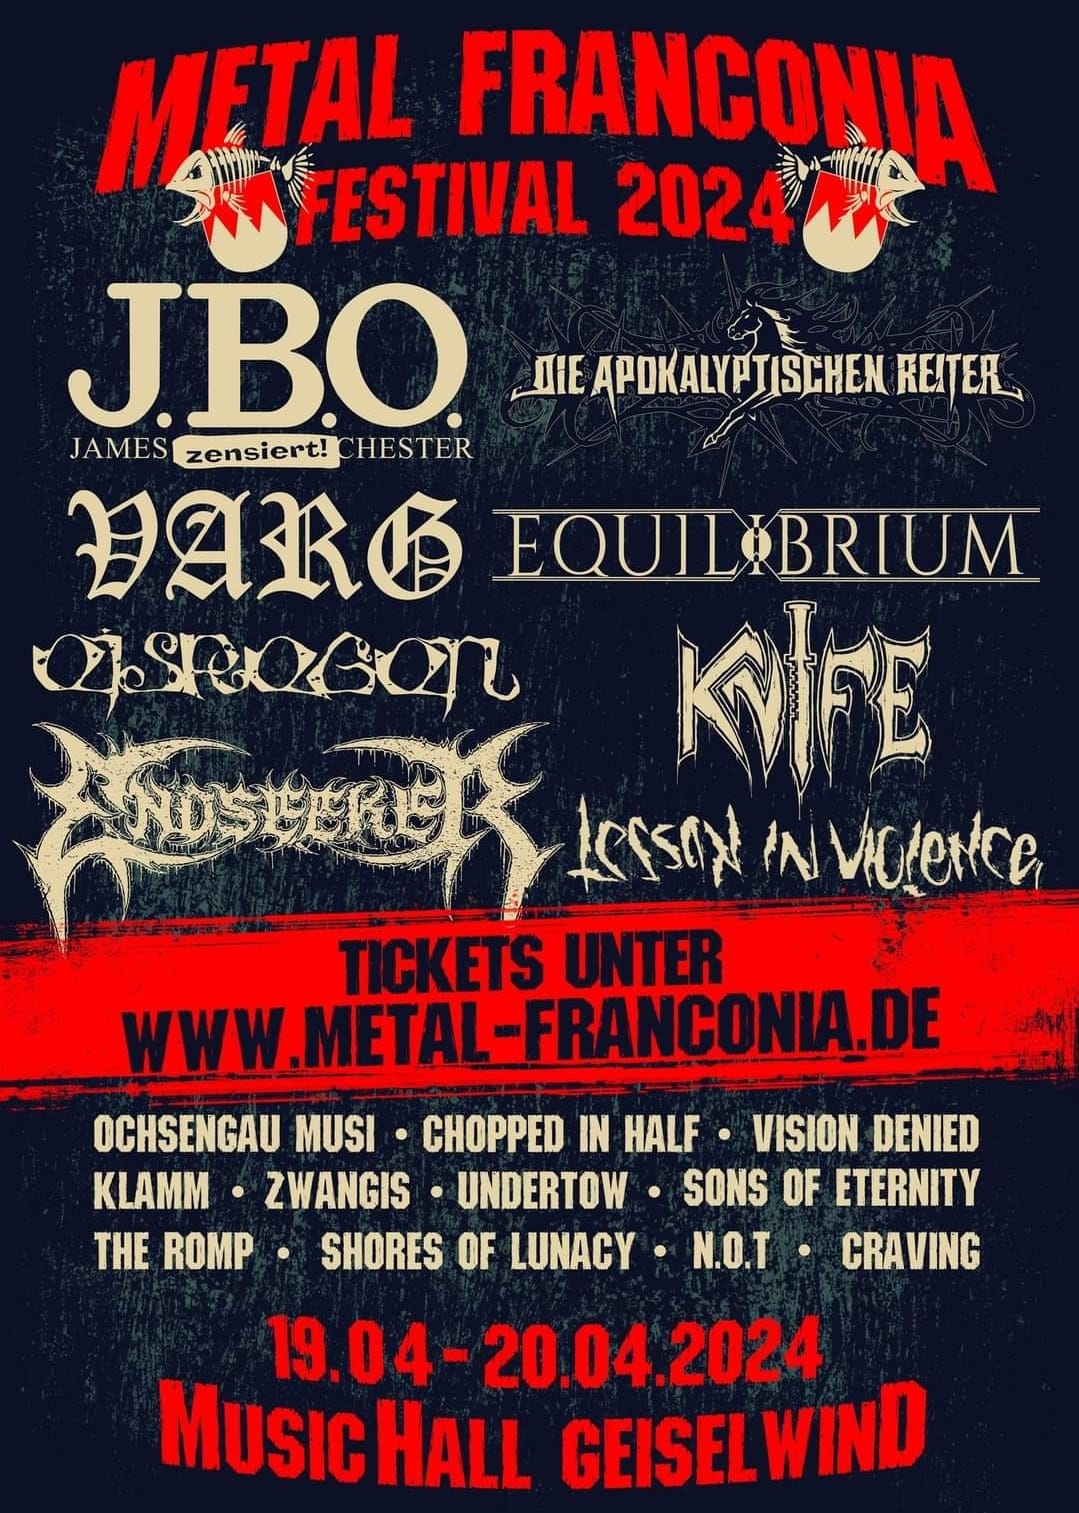 METAL FRANCONIA
FESTIVAL 2024
J.B.O.
JAMES zensiert! CHESTER
DIE APOKALYPTISCHEN REITER
VARG
EQUILIBRIUM
EISREGEN
KNIFE
ENDSEEKER
LESSON IN VIOLENCE
TICKETS UNTER
WWW.METAL-FRANCONIA.DE
OCHSENGAU MUSI • CHOPPED IN HALF • VISION DENIED
KLAMM • ZWANGIS • UNDERTOW • SONS OF ETERNITY
THE ROMP • SHORES OF LUNACY • N.O.T • CRAVING
19.04 - 20.04.2024
MUSIC HALL GEISELWIND